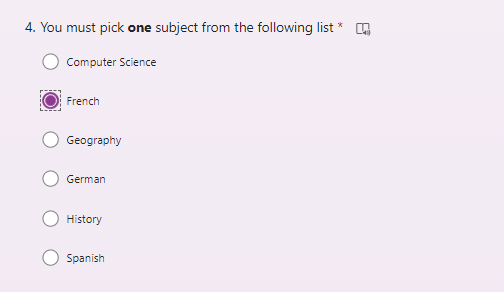 4. You must pick one subject from the following list *
Computer Science
French
Geography
German
History
Spanish